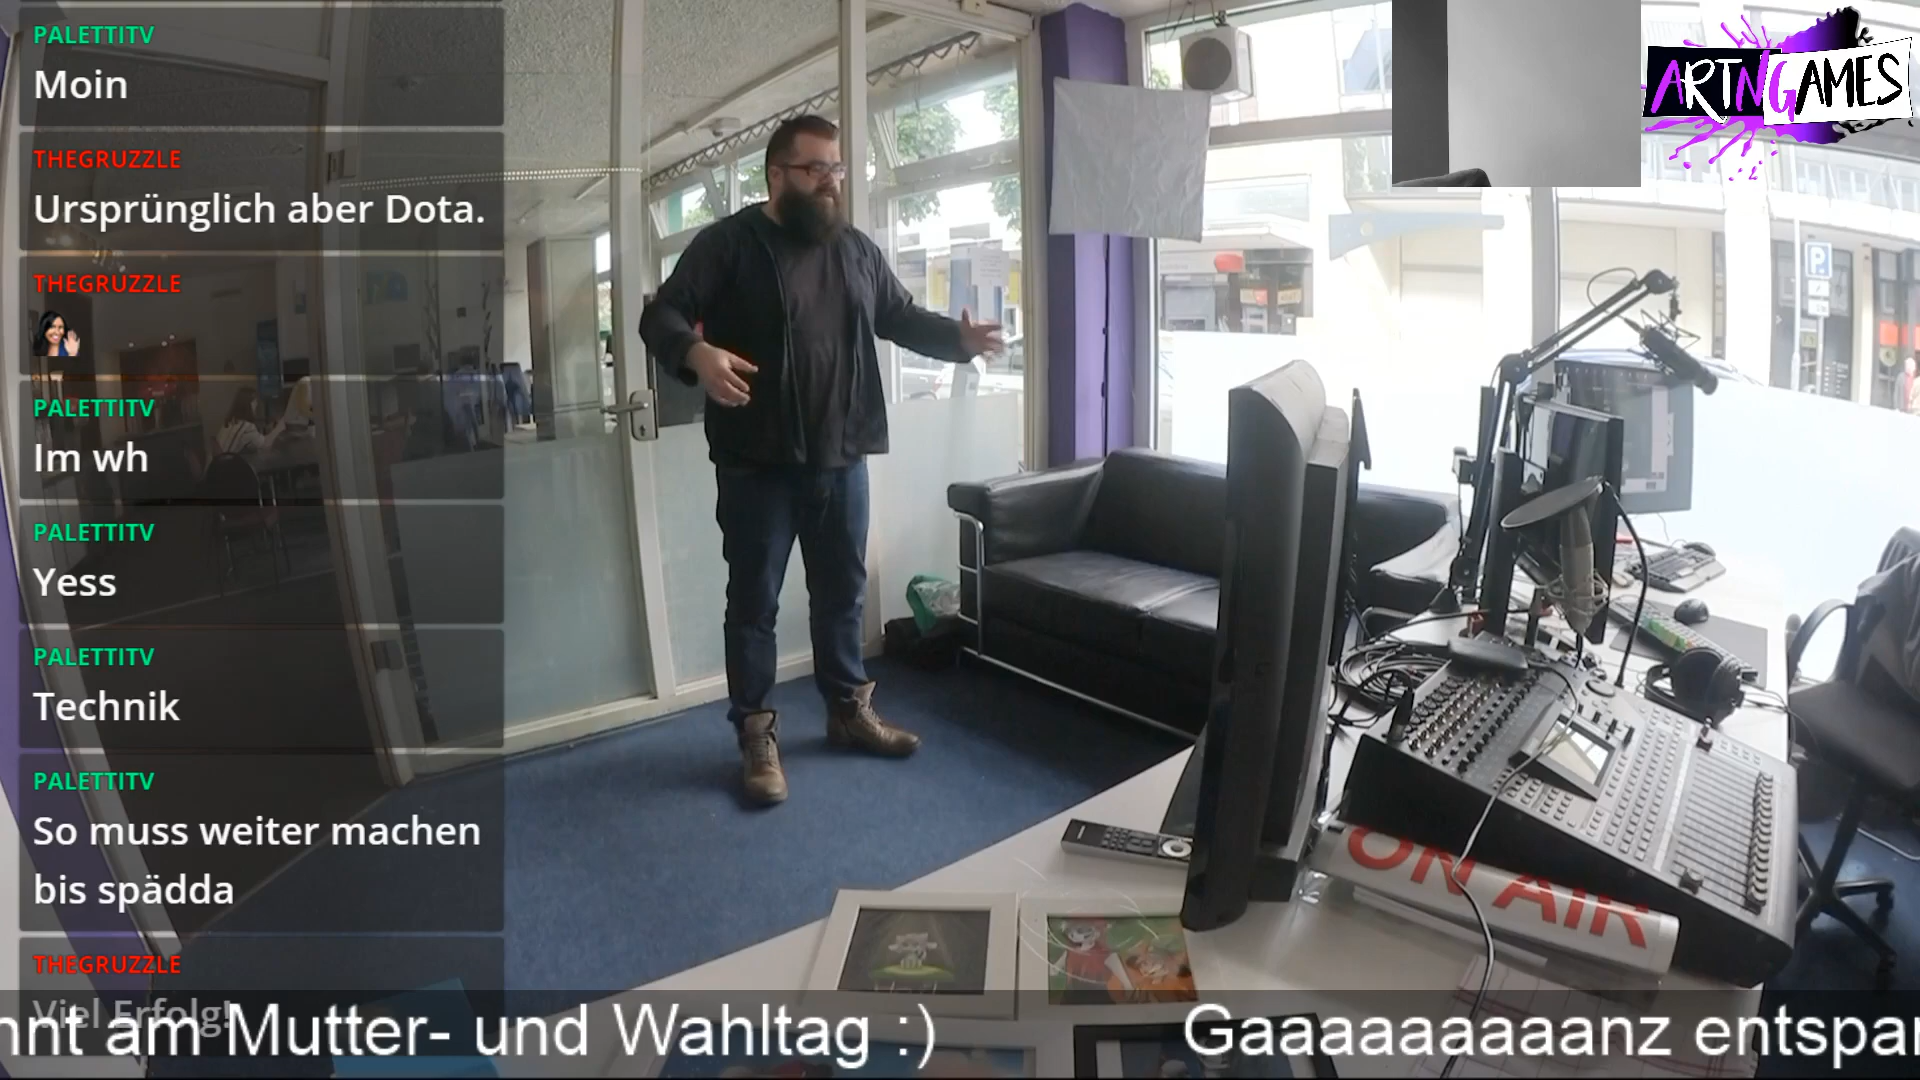 PALETTITV
Moin
THEGRUZZLE
Ursprünglich aber Dota.
THEGRUZZLE
PALETTITV
Im wh
PALETTITV
Yess
PALETTITV
Technik
PALETTITV
So muss weiter machen
bis spädda
THEGRUZZLE
Viel Erfolg!
ARTNGAMES
P
ON AIR
nnt am Mutter- und Wahltag :)
Gaaaaaaaaaanz entspa